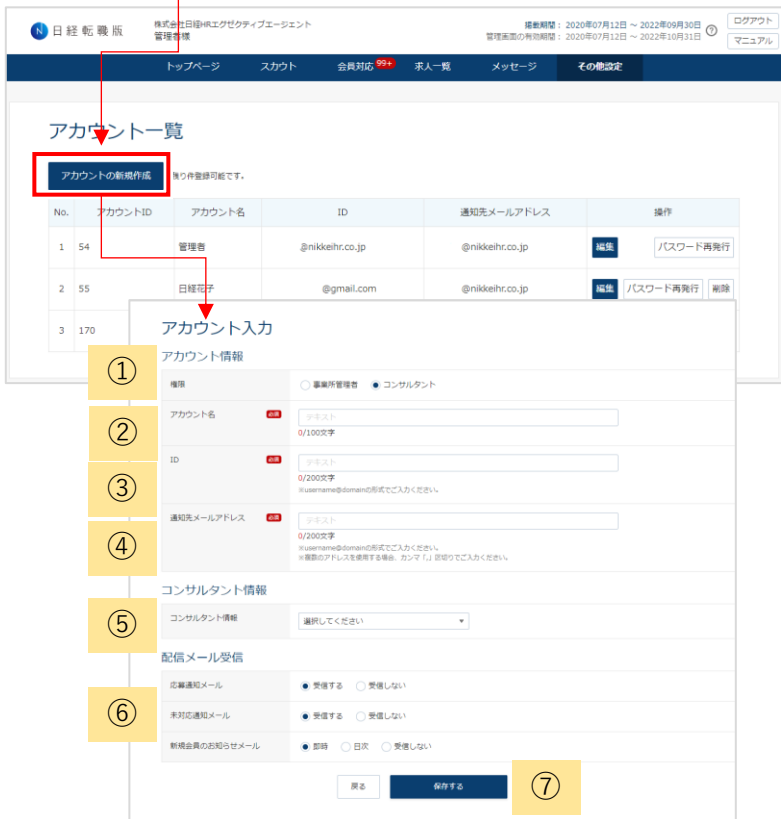 日経転職版
株式会社日経HRエグゼクティブエージェント
管理者様
掲載期間： 2020年07月12日 ～ 2022年09月30日
管理画面の有効期間： 2020年07月12日 ～ 2022年10月31日
?
ログアウト
マニュアル
トップページ スカウト 会員対応 99+ 求人一覧 メッセージ その他設定
アカウント一覧
アカウントの新規作成
残り件登録可能です。
No. アカウントID アカウント名 ID 通知先メールアドレス 操作
1 54 管理者 @nikkeihr.co.jp @nikkeihr.co.jp 編集 パスワード再発行
2 55 日経花子 @gmail.com @nikkeihr.co.jp 編集 パスワード再発行 削除
3 170
アカウント入力
アカウント情報
① 権限 事業所管理者 コンサルタント
② アカウント名 必須 テキスト
0/100文字
③ ID 必須 テキスト
0/200文字
※username@domainの形式でご入力ください。
④ 通知先メールアドレス 必須 テキスト
0/200文字
※username@domainの形式でご入力ください。
※複数のアドレスを使用する場合、カンマ「,」区切りでご入力ください。
コンサルタント情報
⑤ コンサルタント情報 選択してください
配信メール受信
応募通知メール 受信する 受信しない
⑥ 未対応通知メール 受信する 受信しない
新規会員のお知らせメール 即時 日次 受信しない
戻る 保存する ⑦